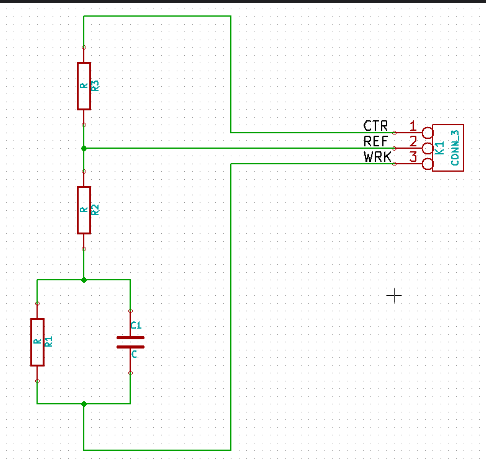 R R3
CTR 1
REF 2
WRK 3
K1
CONN_3
R R2
R R1
C1
C